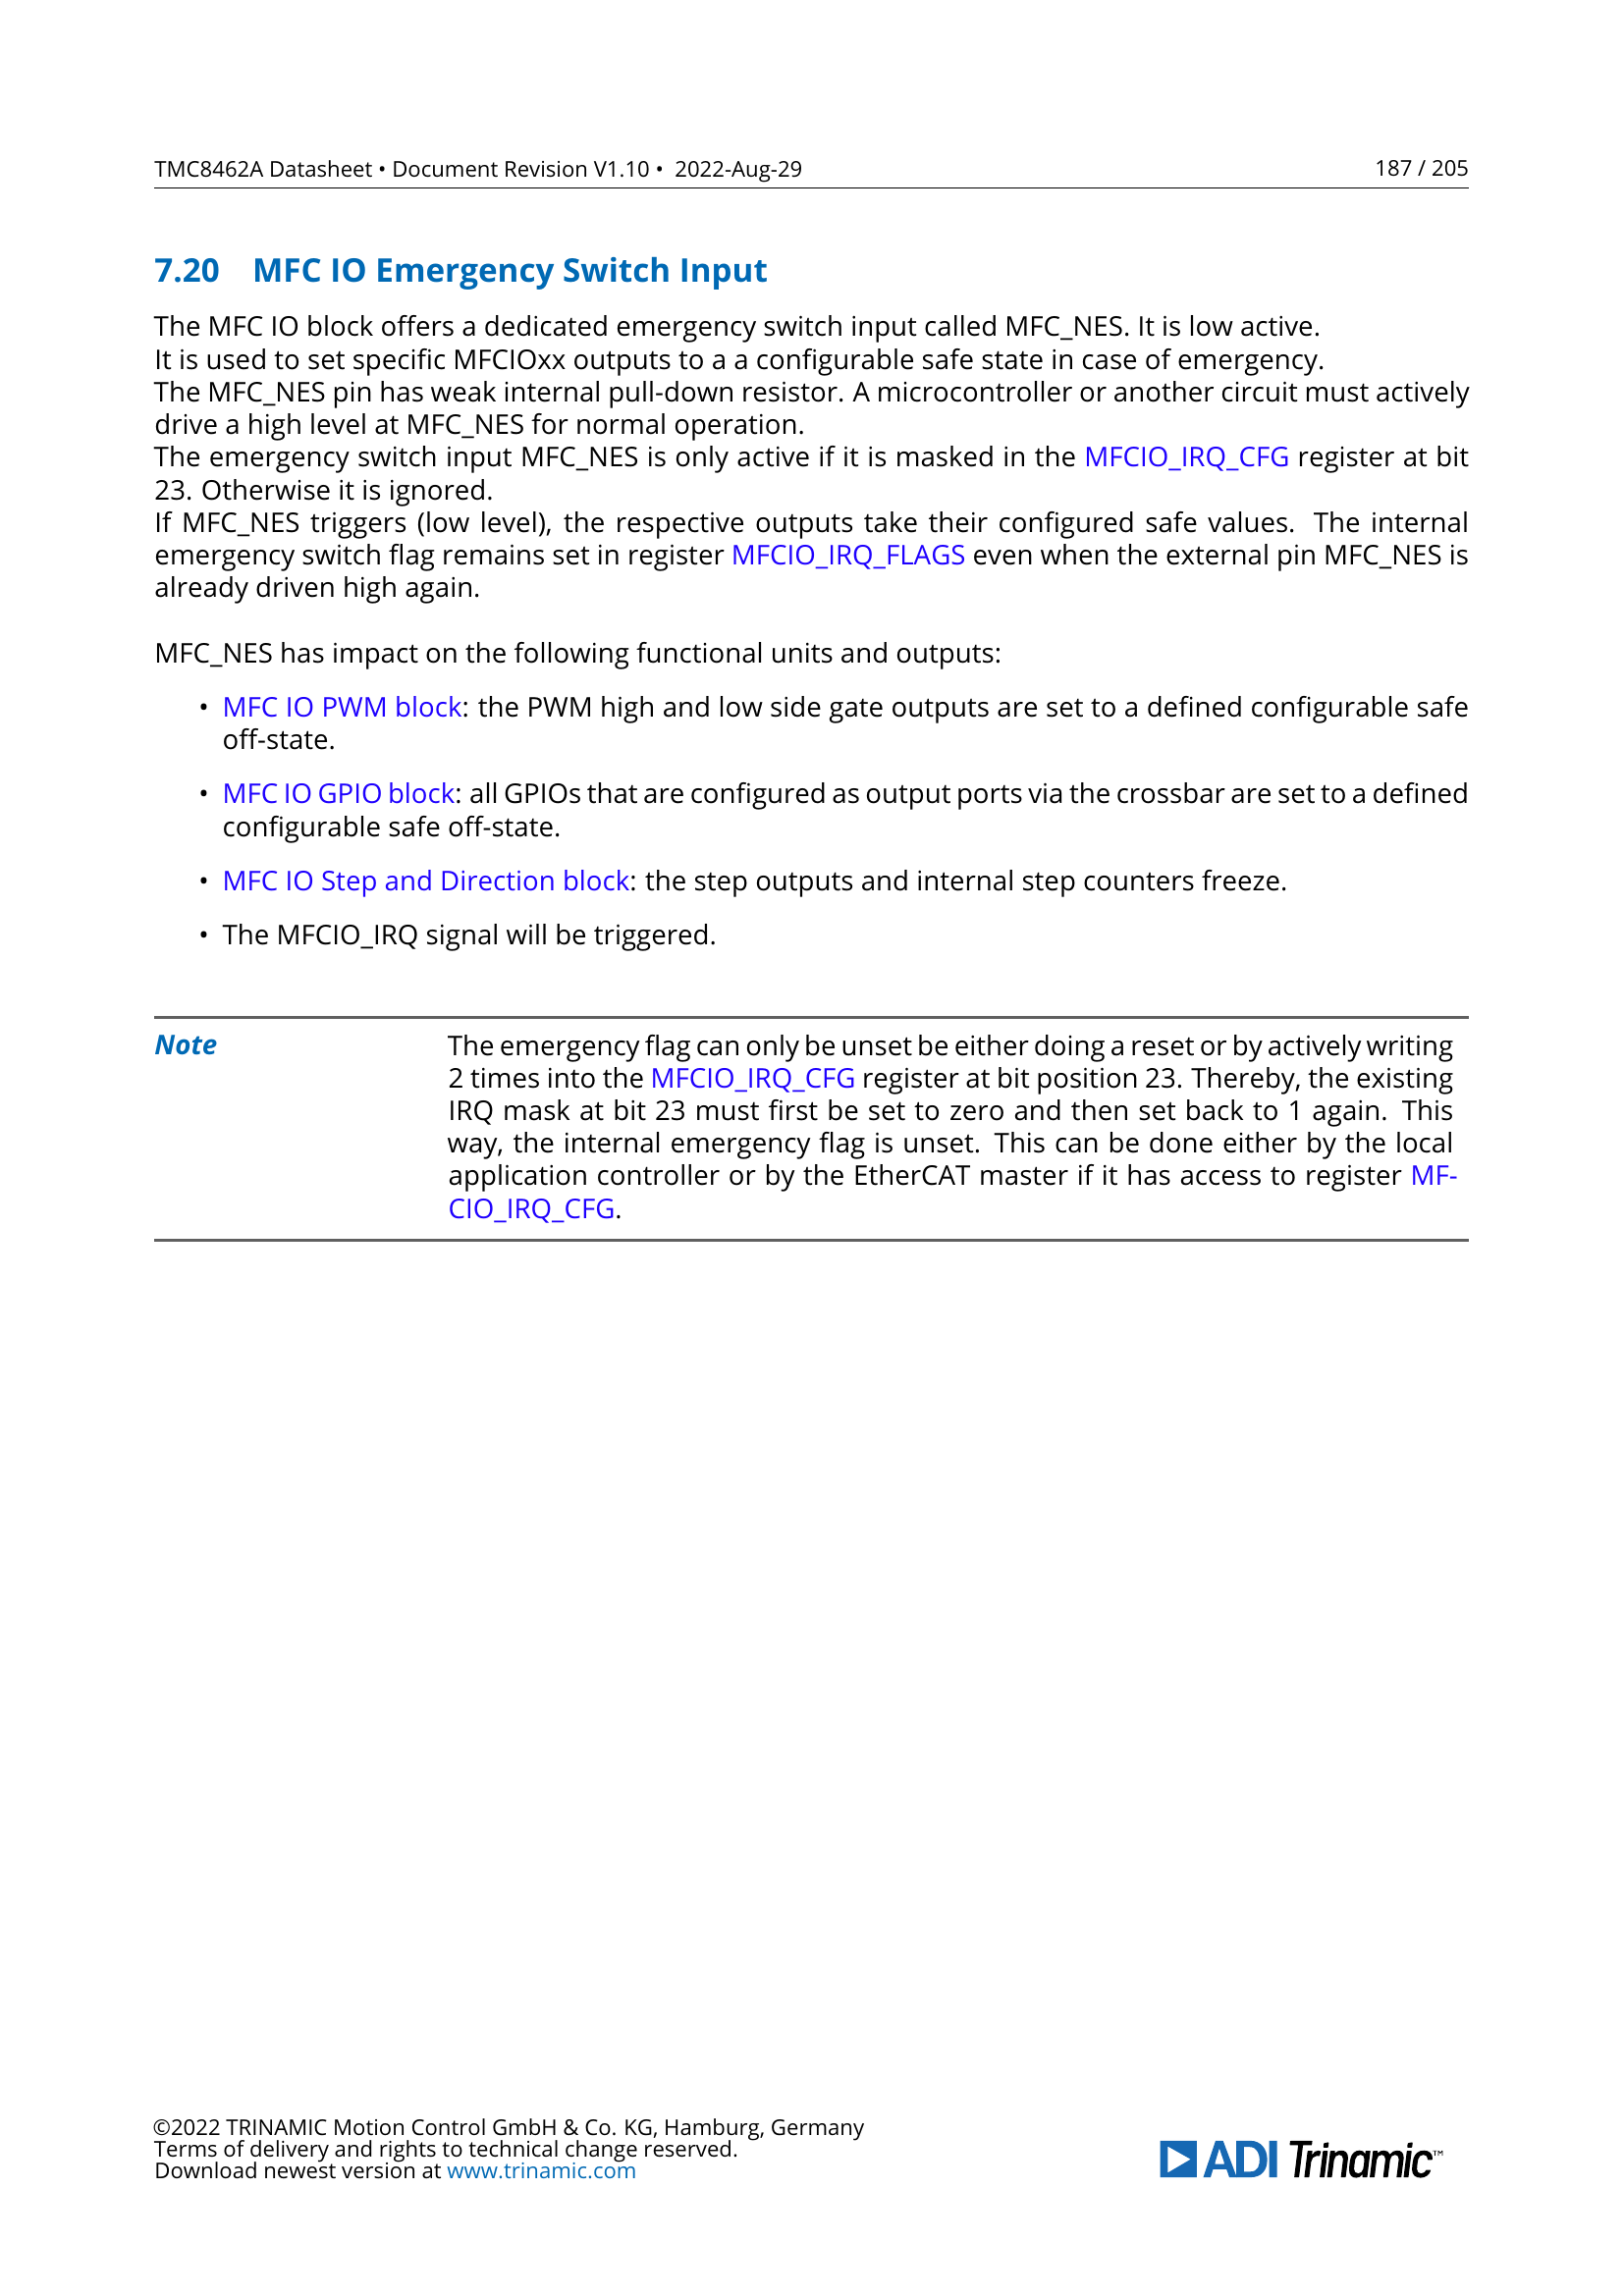 TMC8462A Datasheet • Document Revision V1.10 • 2022-Aug-29
187 / 205
7.20 MFC IO Emergency Switch Input
The MFC IO block offers a dedicated emergency switch input called MFC_NES. It is low active.
It is used to set specific MFCIOxx outputs to a a configurable safe state in case of emergency.
The MFC_NES pin has weak internal pull-down resistor. A microcontroller or another circuit must actively
drive a high level at MFC_NES for normal operation.
The emergency switch input MFC_NES is only active if it is masked in the MFCIO_IRQ_CFG register at bit
23. Otherwise it is ignored.
If MFC_NES triggers (low level), the respective outputs take their configured safe values. The internal
emergency switch flag remains set in register MFCIO_IRQ_FLAGS even when the external pin MFC_NES is
already driven high again.
MFC_NES has impact on the following functional units and outputs:
• MFC IO PWM block: the PWM high and low side gate outputs are set to a defined configurable safe
off-state.
• MFC IO GPIO block: all GPIOs that are configured as output ports via the crossbar are set to a defined
configurable safe off-state.
• MFC IO Step and Direction block: the step outputs and internal step counters freeze.
• The MFCIO_IRQ signal will be triggered.
Note
The emergency flag can only be unset be either doing a reset or by actively writing
2 times into the MFCIO_IRQ_CFG register at bit position 23. Thereby, the existing
IRQ mask at bit 23 must first be set to zero and then set back to 1 again. This
way, the internal emergency flag is unset. This can be done either by the local
application controller or by the EtherCAT master if it has access to register MF-
CIO_IRQ_CFG.
©2022 TRINAMIC Motion Control GmbH & Co. KG, Hamburg, Germany
Terms of delivery and rights to technical change reserved.
Download newest version at www.trinamic.com
ADI Trinamic™